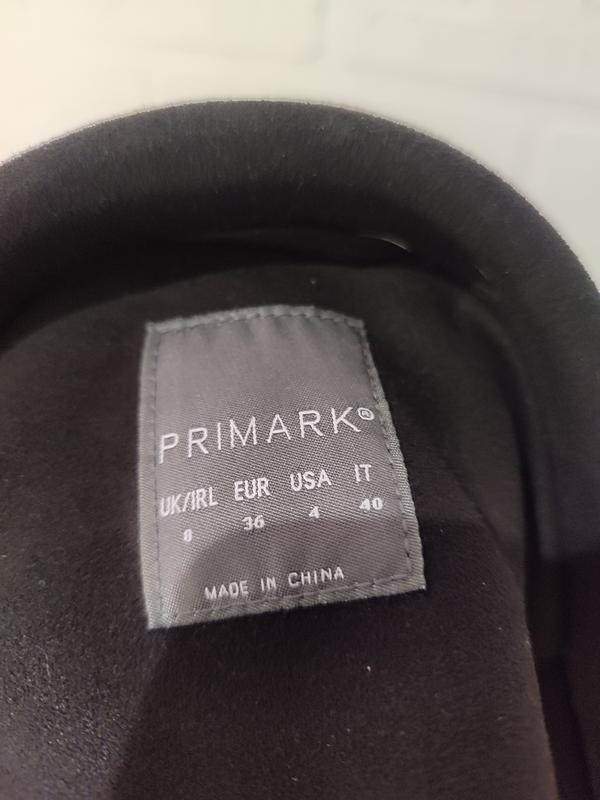 PRIMARK®
UK/IRL EUR USA IT
8 36 4 40
MADE IN CHINA